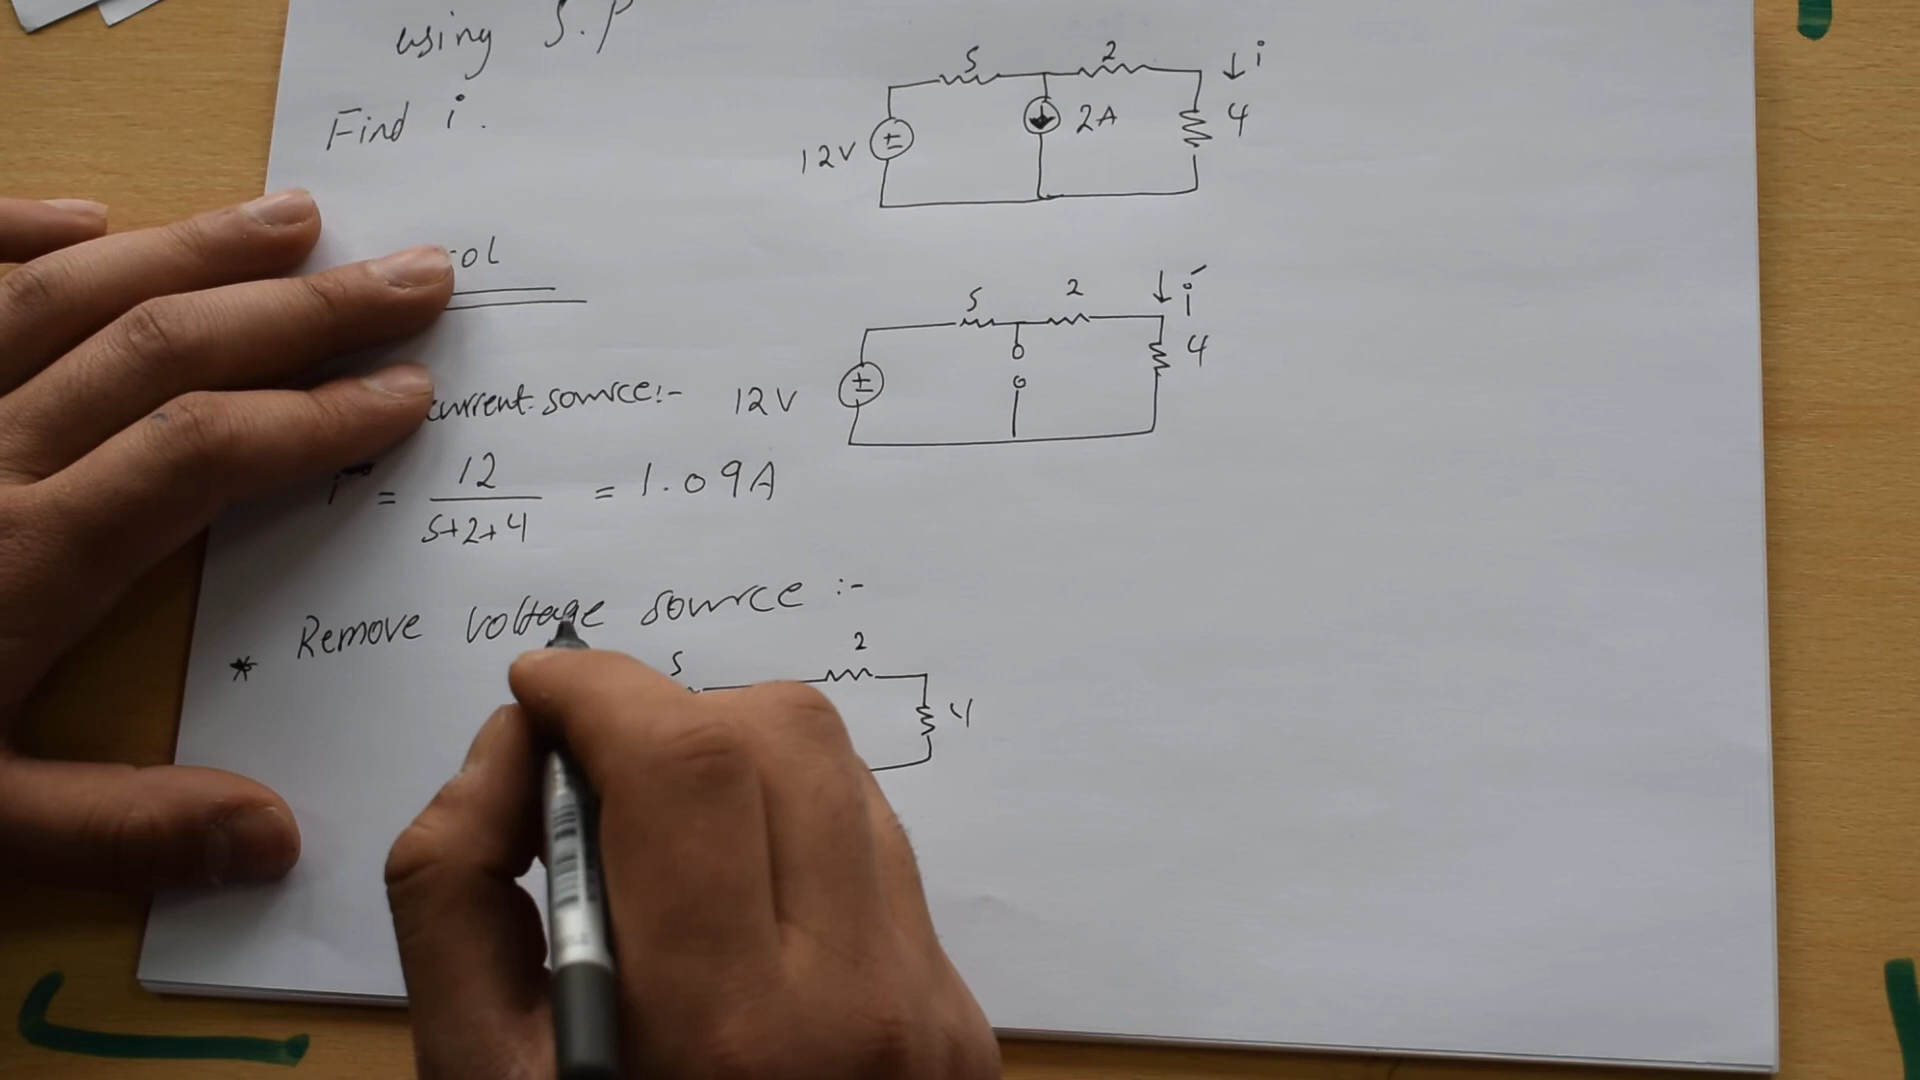 using S.P
Find i.
5 2 ↓ i
12V ± 2A 4
ol
5 2 ↓ i′
4
current source:- 12V ±
i′ = 12 / 5+2+4 = 1.09A
* Remove voltage source :-
5 2
4